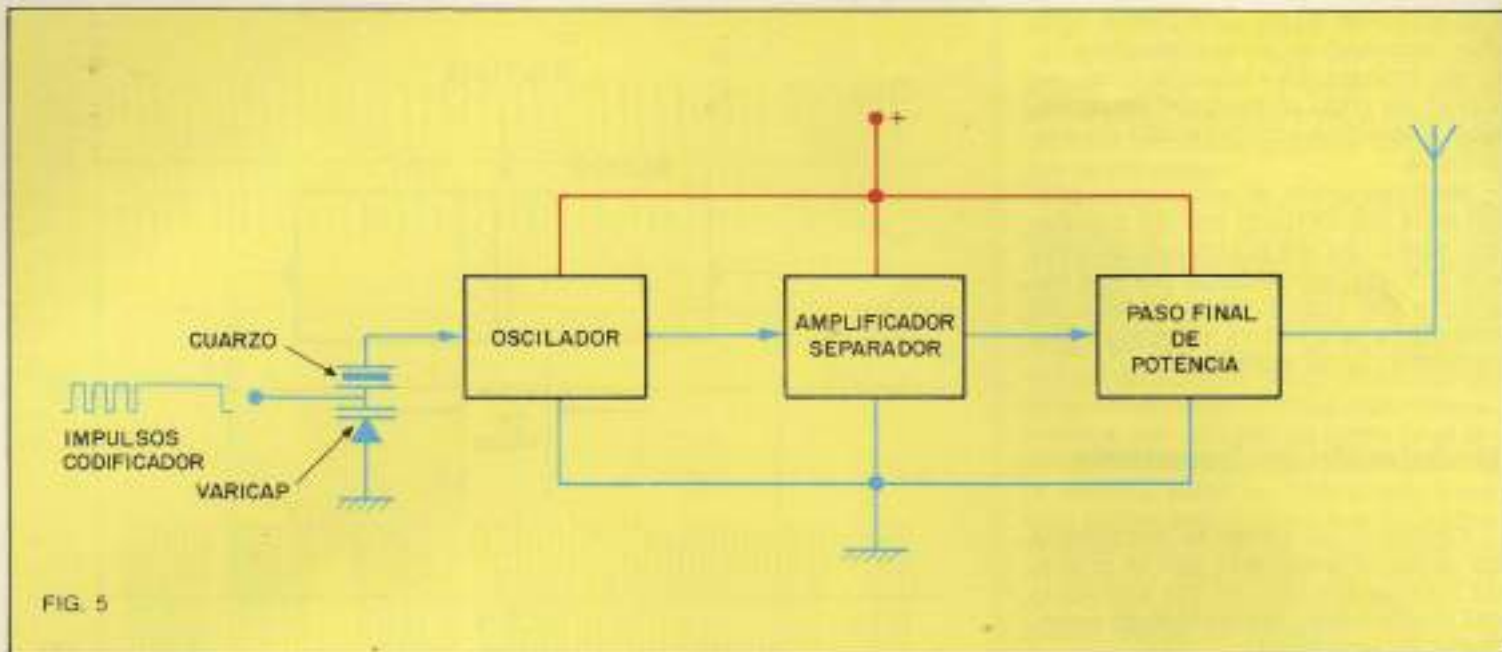 +
CUARZO
OSCILADOR
AMPLIFICADOR
SEPARADOR
PASO FINAL
DE
POTENCIA
IMPULSOS
CODIFICADOR
VARICAP
FIG. 5